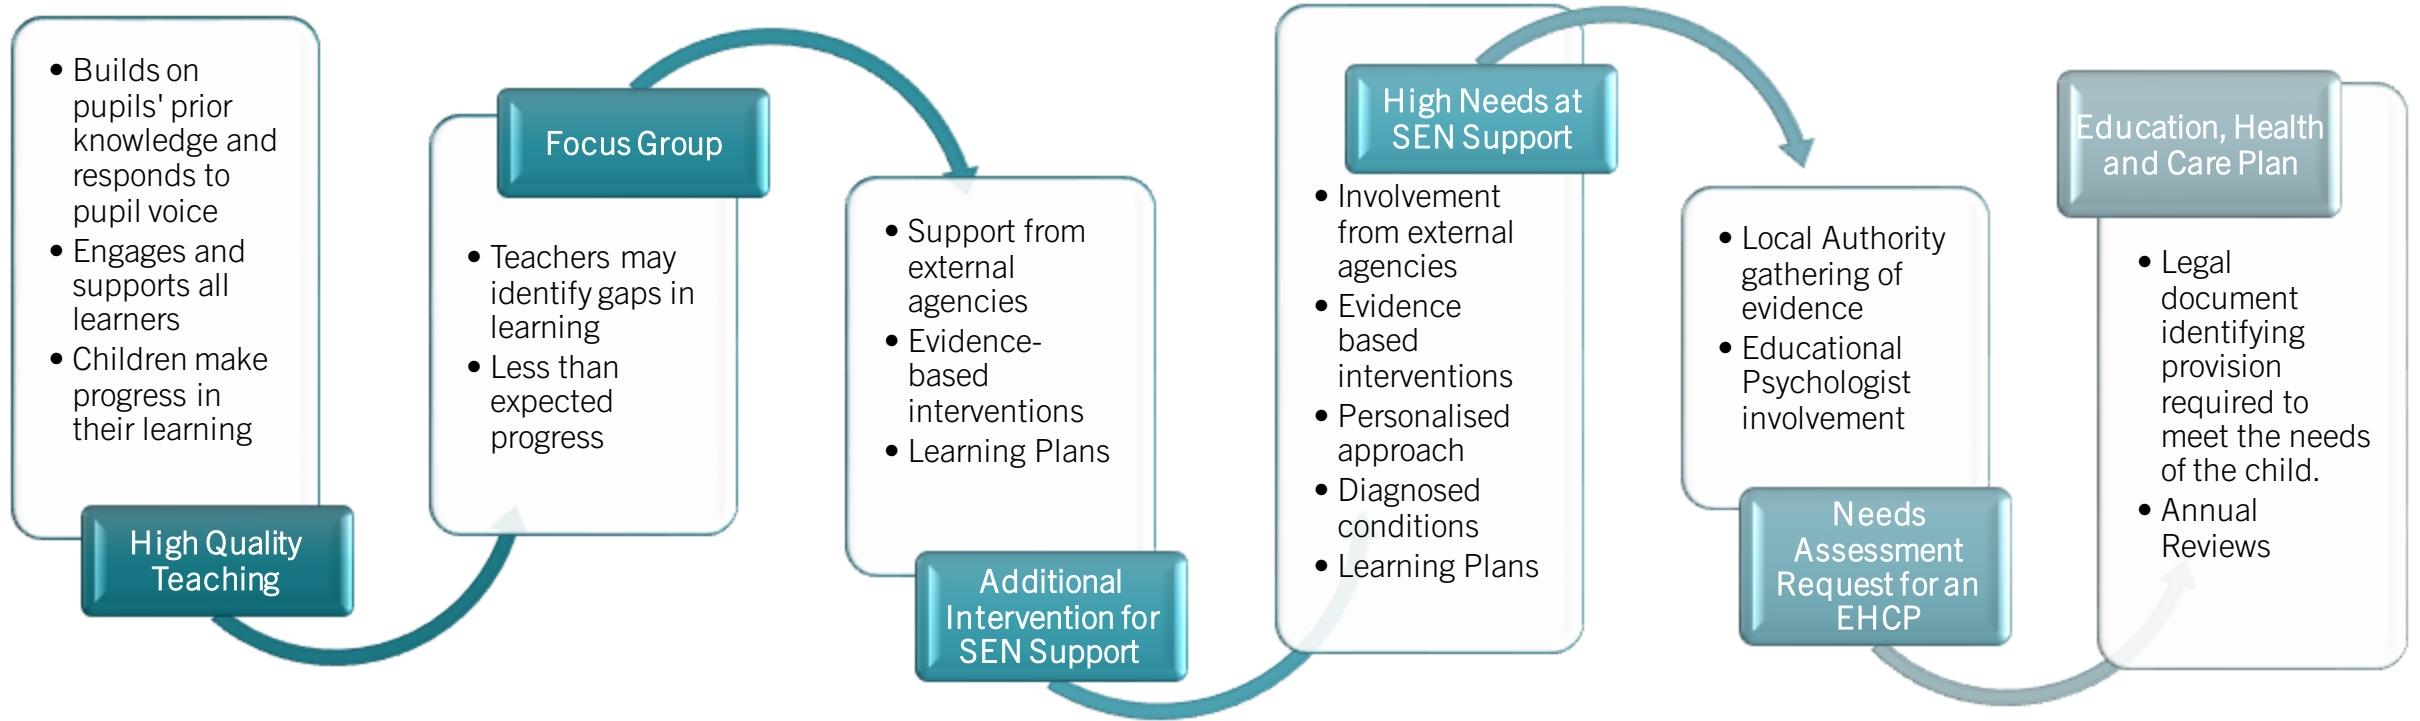 • Builds on
pupils' prior
knowledge and
responds to
pupil voice
• Engages and
supports all
learners
• Children make
progress in
their learning
High Quality
Teaching
Focus Group
• Teachers may
identify gaps in
learning
• Less than
expected
progress
• Support from
external
agencies
• Evidence-
based
interventions
• Learning Plans
Additional
Intervention for
SEN Support
High Needs at
SEN Support
• Involvement
from external
agencies
• Evidence
based
interventions
• Personalised
approach
• Diagnosed
conditions
• Learning Plans
• Local Authority
gathering of
evidence
• Educational
Psychologist
involvement
Needs
Assessment
Request for an
EHCP
Education, Health
and Care Plan
• Legal
document
identifying
provision
required to
meet the needs
of the child.
• Annual
Reviews